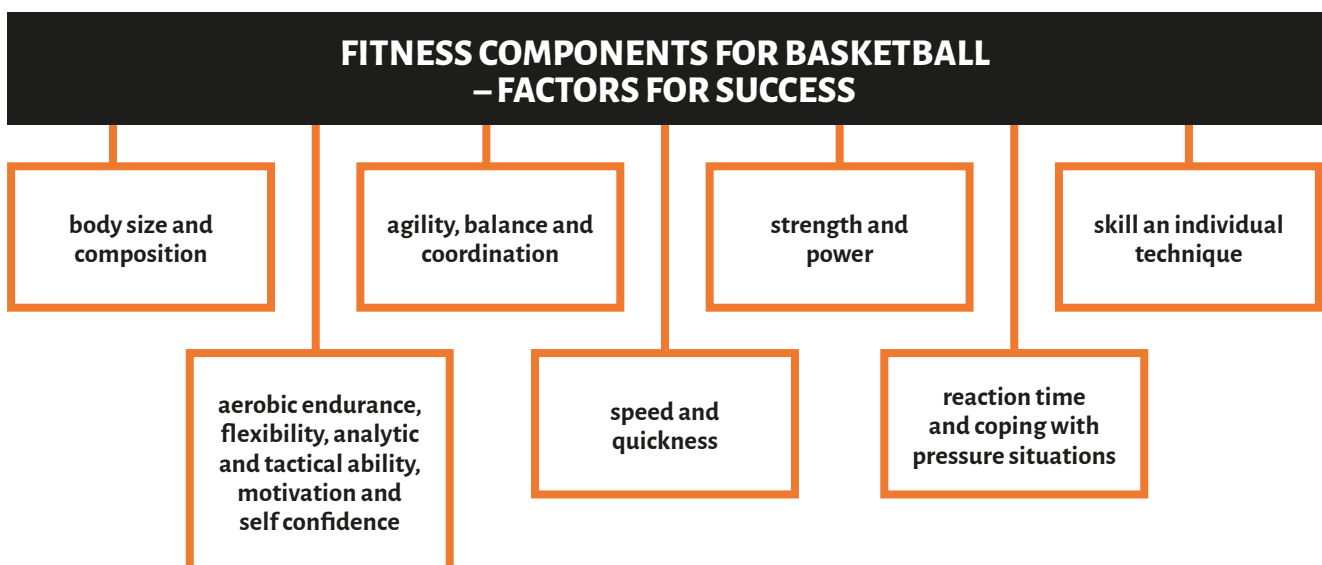 FITNESS COMPONENTS FOR BASKETBALL
– FACTORS FOR SUCCESS
body size and
composition
agility, balance and
coordination
strength and
power
skill an individual
technique
aerobic endurance,
flexibility, analytic
and tactical ability,
motivation and
self confidence
speed and
quickness
reaction time
and coping with
pressure situations